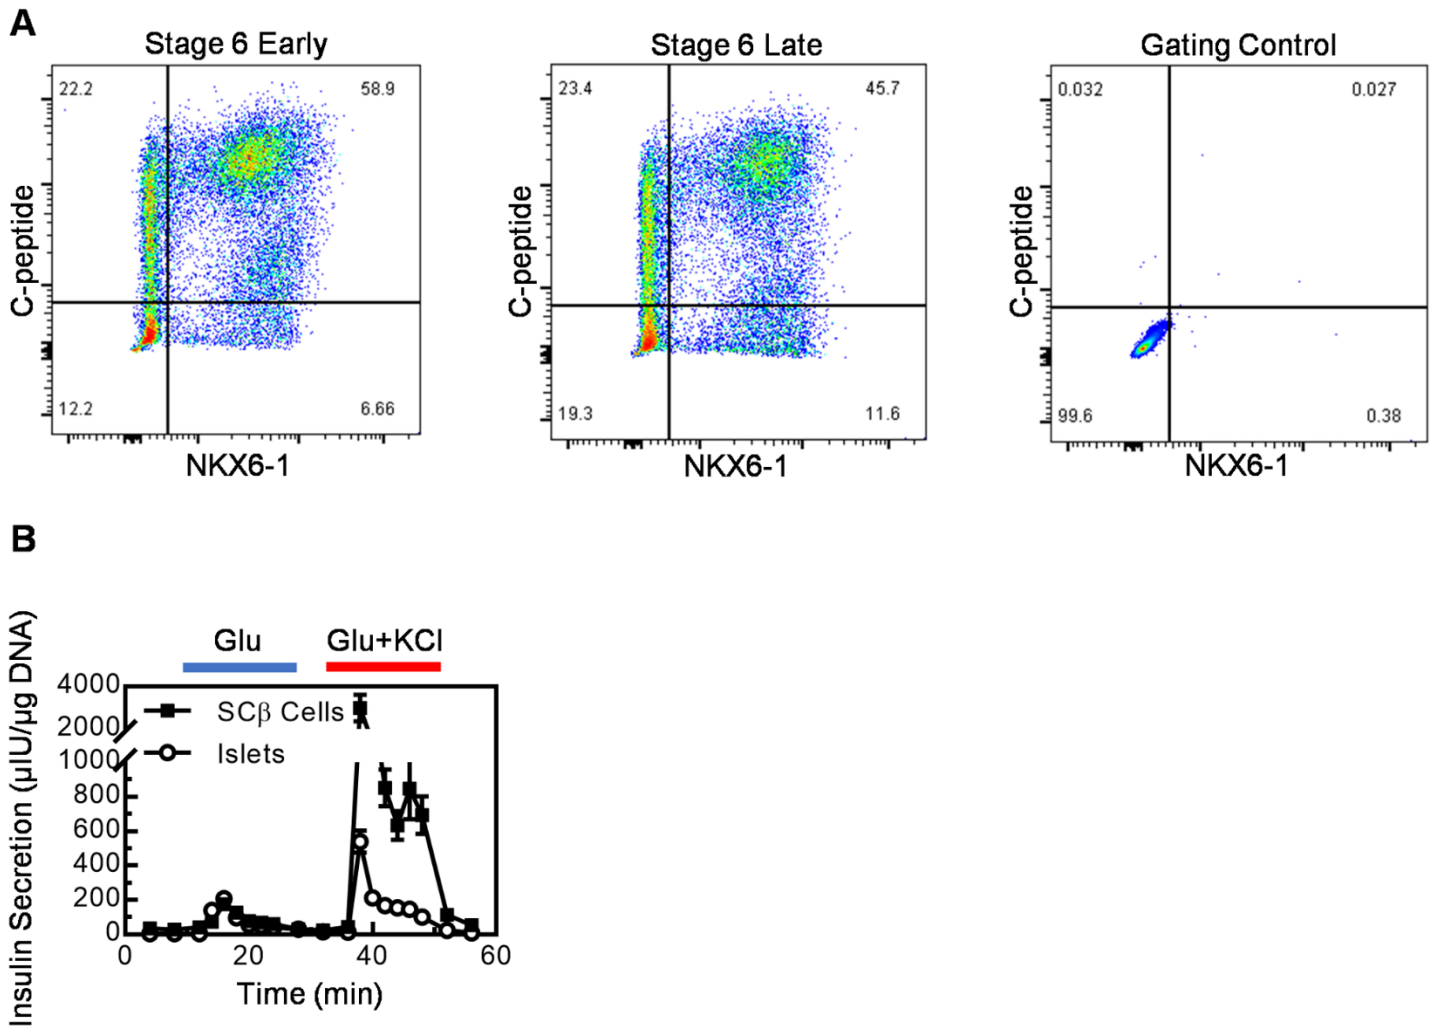 A
Stage 6 Early
Stage 6 Late
Gating Control
22.2
58.9
12.2
6.66
C-peptide
NKX6-1
23.4
45.7
19.3
11.6
C-peptide
NKX6-1
0.032
0.027
99.6
0.38
C-peptide
NKX6-1
B
Glu
Glu+KCl
Insulin Secretion (µIU/µg DNA)
4000
2000
1000
800
600
400
200
0
SCβ Cells
Islets
0
20
40
60
Time (min)